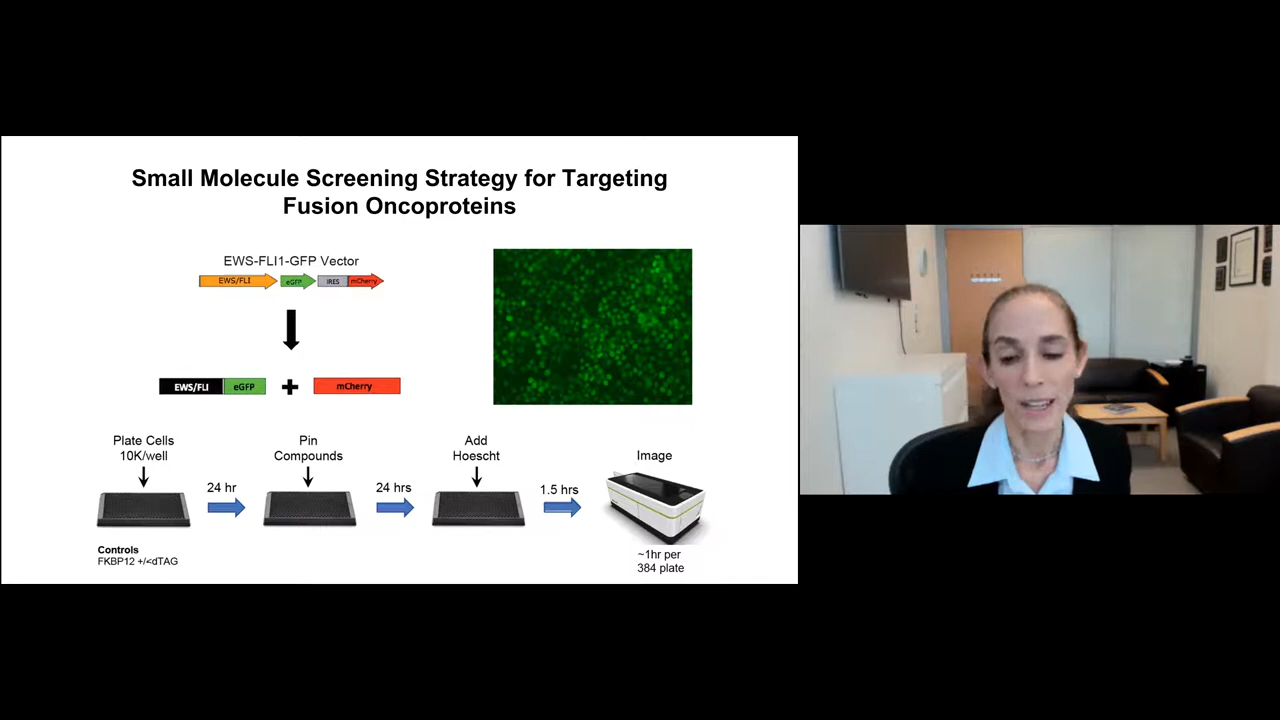 Small Molecule Screening Strategy for Targeting
Fusion Oncoproteins
EWS-FLI1-GFP Vector
EWS/FLI eGFP IRES mCherry
EWS/FLI eGFP + mCherry
Plate Cells
10K/well
24 hr
Pin
Compounds
24 hrs
Add
Hoescht
1.5 hrs
Image
~1hr per
384 plate
Controls
FKBP12 +/<dTAG